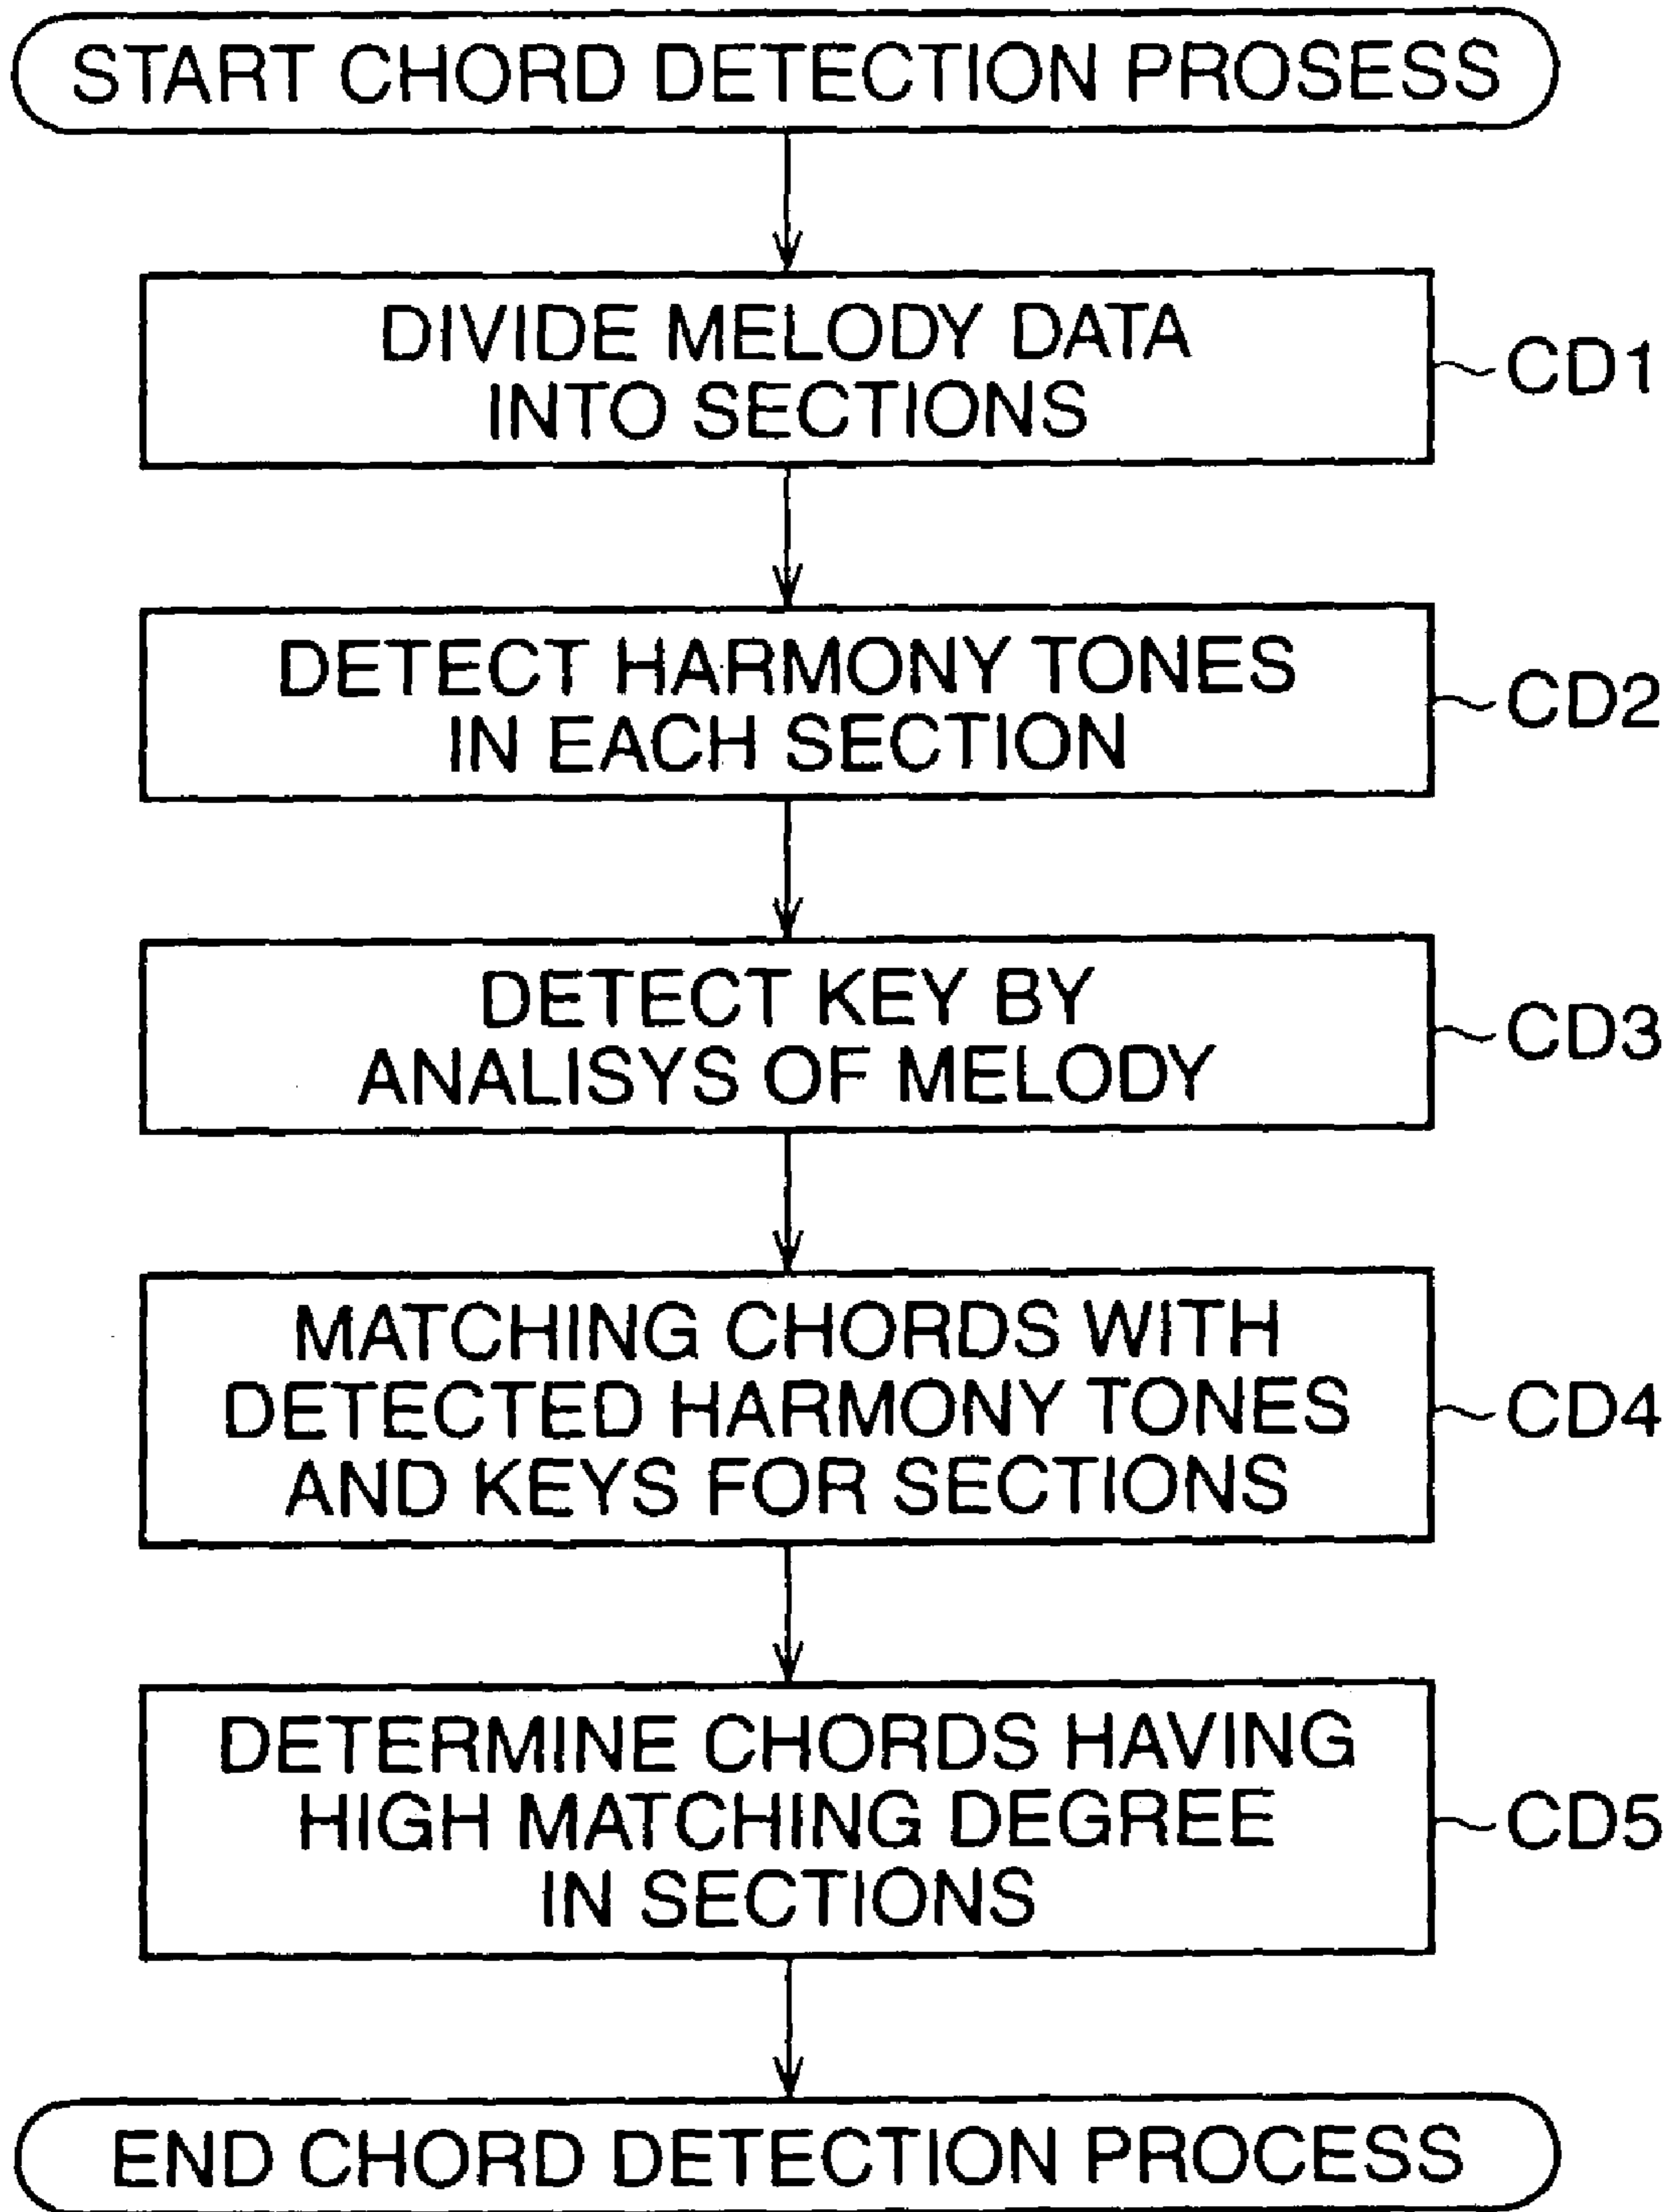 START CHORD DETECTION PROSESS
DIVIDE MELODY DATA
INTO SECTIONS
CD1
DETECT HARMONY TONES
IN EACH SECTION
CD2
DETECT KEY BY
ANALISYS OF MELODY
CD3
MATCHING CHORDS WITH
DETECTED HARMONY TONES
AND KEYS FOR SECTIONS
CD4
DETERMINE CHORDS HAVING
HIGH MATCHING DEGREE
IN SECTIONS
CD5
END CHORD DETECTION PROCESS